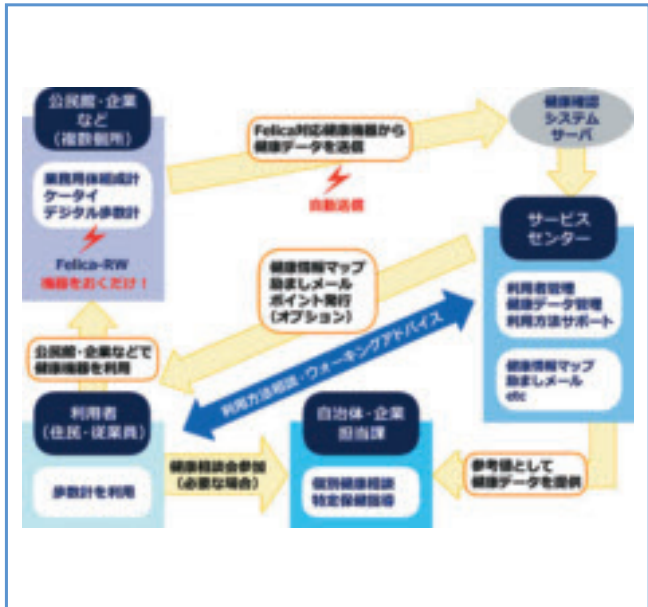 公民館・企業
など
（複数個所）
業務用体組成計
ケータイ
デジタル歩数計
Felica-RW
機器をおくだけ！
Felica対応健康機器から
健康データを送信
自動送信
健康確認
システム
サーバ
サービス
センター
利用者管理
健康データ管理
利用方法サポート
健康情報マップ
励ましメール
etc
健康情報マップ
励ましメール
ポイント発行
（オプション）
利用方法相談・ウォーキングアドバイス
公民館・企業などで
健康機器を利用
利用者
（住民・従業員）
歩数計を利用
健康相談会参加
（必要な場合）
自治体・企業
担当課
個別健康相談
特定保健指導
参考値として
健康データを提供